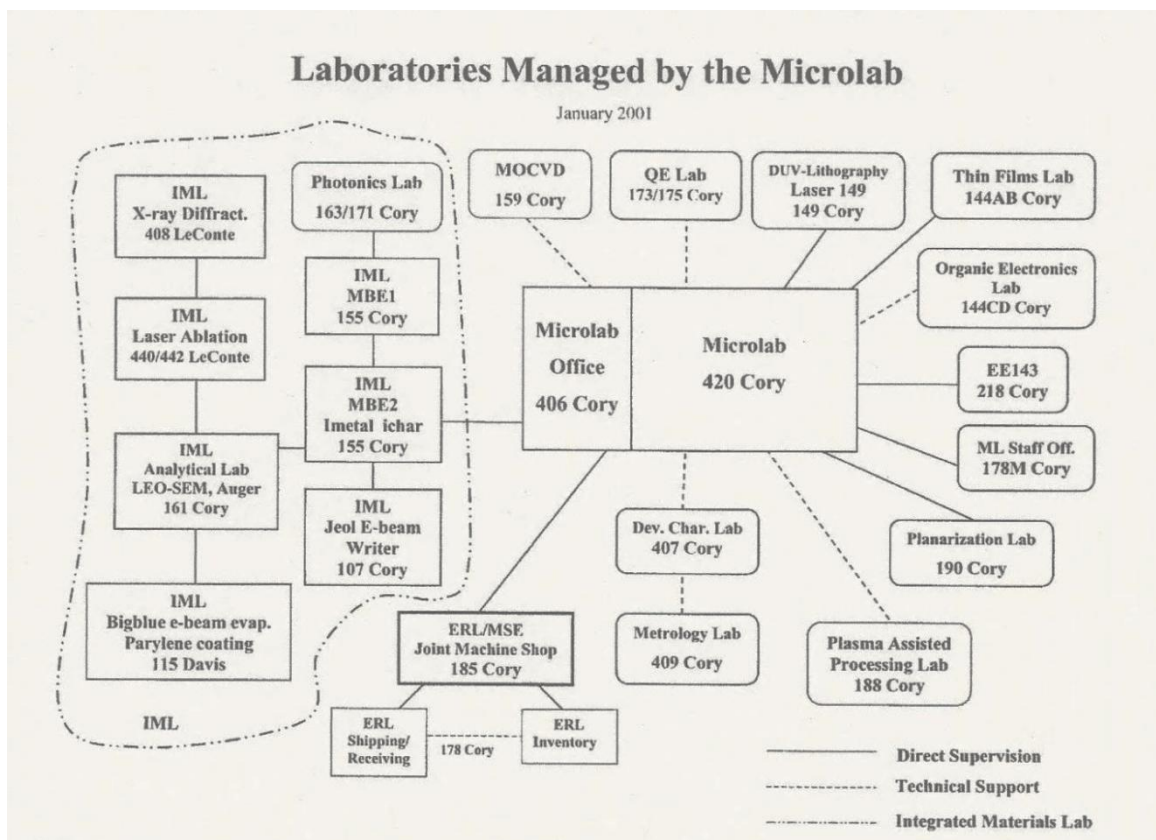 Laboratories Managed by the Microlab
January 2001
IML
X-ray Diffract.
408 LeConte
Photonics Lab
163/171 Cory
MOCVD
159 Cory
QE Lab
173/175 Cory
DUV-Lithography
Laser 149
149 Cory
Thin Films Lab
144AB Cory
IML
MBE1
155 Cory
Organic Electronics
Lab
144CD Cory
IML
Laser Ablation
440/442 LeConte
Microlab
Office
406 Cory
Microlab
420 Cory
EE143
218 Cory
IML
MBE2
Imetal ichar
155 Cory
IML
Analytical Lab
LEO-SEM, Auger
161 Cory
ML Staff Off.
178M Cory
IML
Jeol E-beam
Writer
107 Cory
Dev. Char. Lab
407 Cory
Planarization Lab
190 Cory
IML
Bigblue e-beam evap.
Parylene coating
115 Davis
ERL/MSE
Joint Machine Shop
185 Cory
Metrology Lab
409 Cory
Plasma Assisted
Processing Lab
188 Cory
IML
ERL
Shipping/
Receiving
178 Cory
ERL
Inventory
Direct Supervision
Technical Support
Integrated Materials Lab